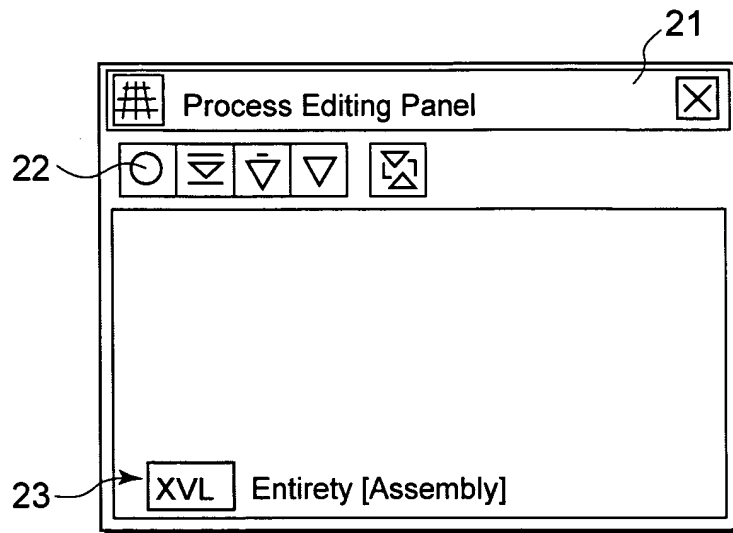 21
Process Editing Panel
22
23 XVL Entirety [Assembly]